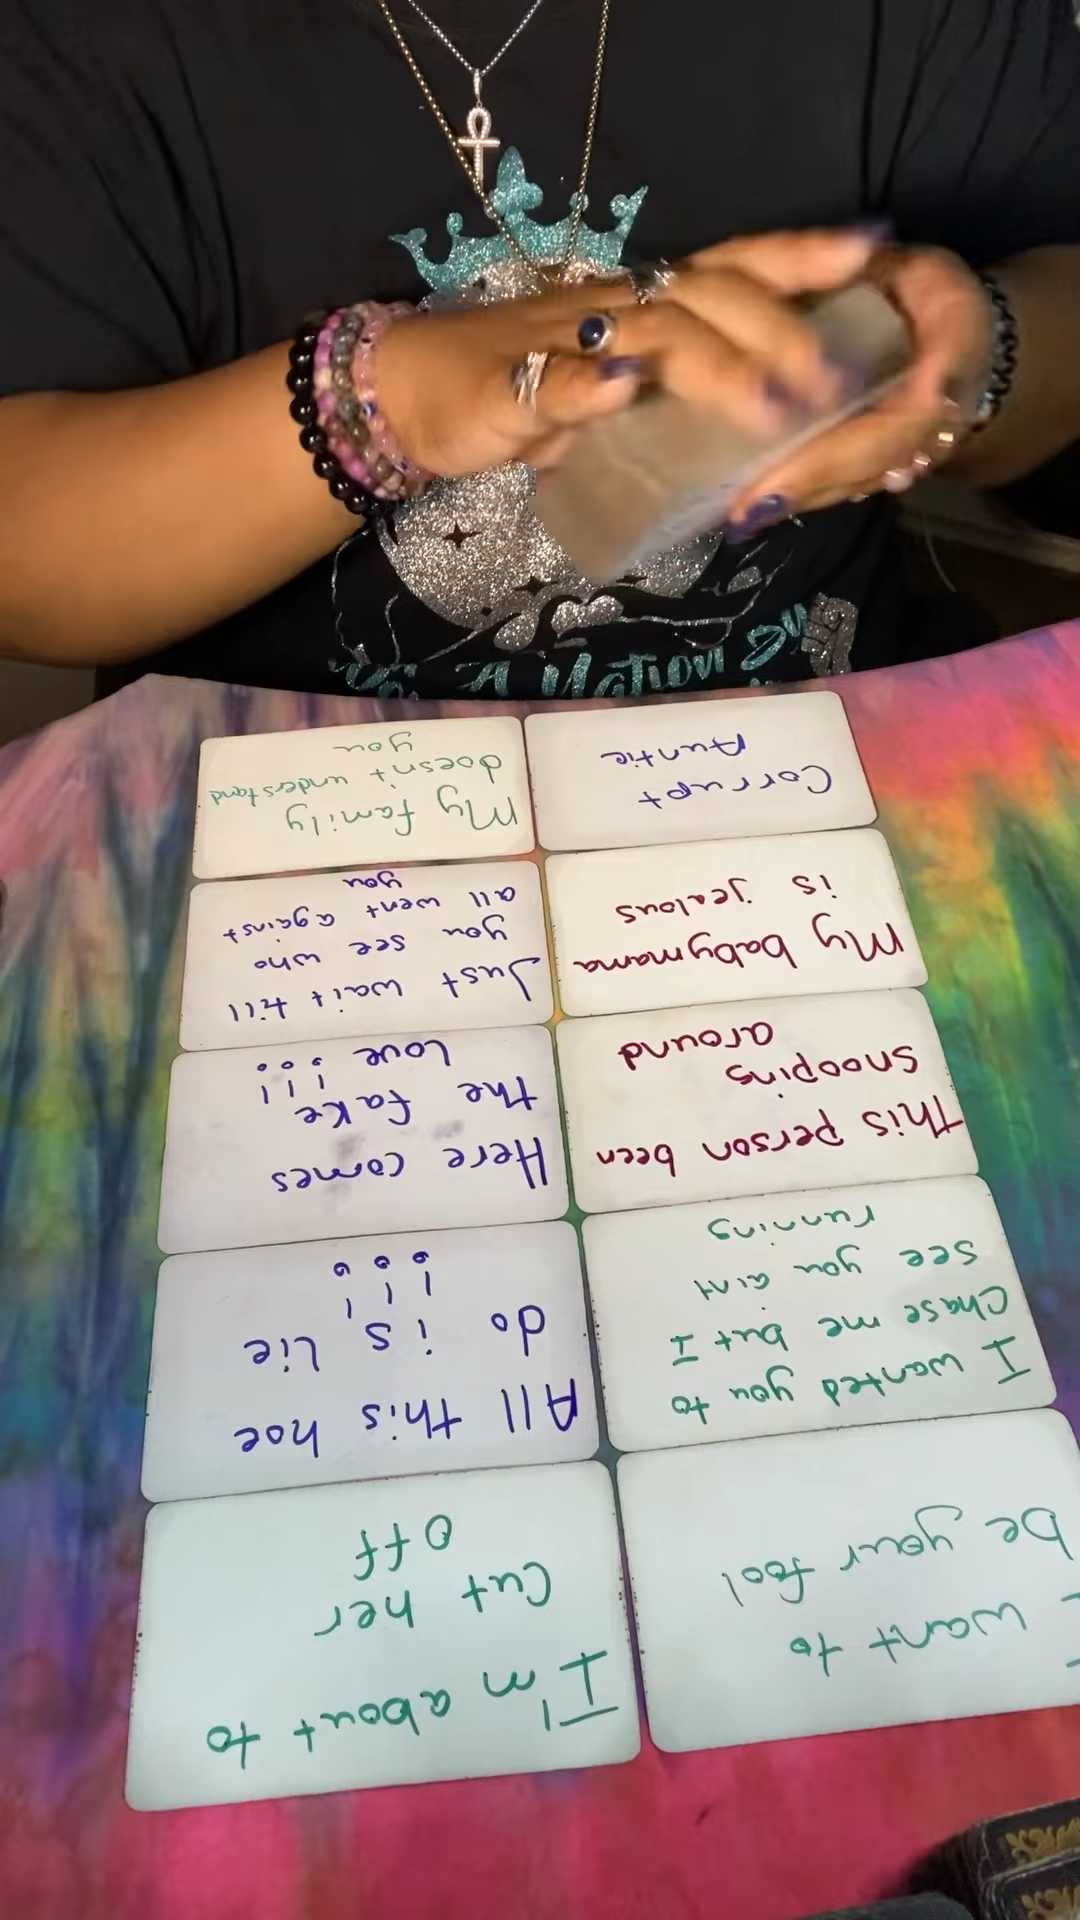 I'm about to
Cut her
Off
I want to
be your fool
All this hoe
do is Lie
!!!
I wanted you to
Chase me but I
see you aint
running
Here comes
the fake
Love !!!
This person been
snooping
around
Just wait till
you see who
all went against
you
My babymama
is jealous
My family
doesn't understand
you
Corrupt
Auntie
A Nation